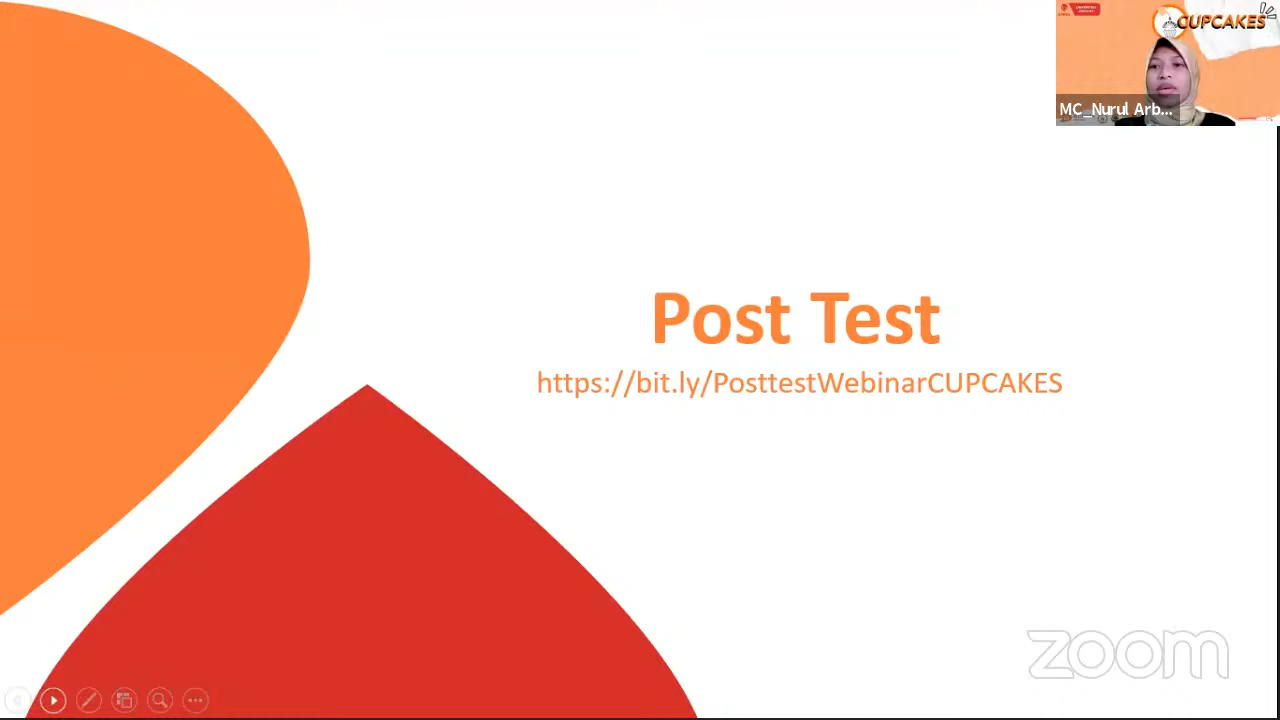 CUPCAKES
MC_Nurul Arb...
Post Test
https://bit.ly/PosttestWebinarCUPCAKES
zoom